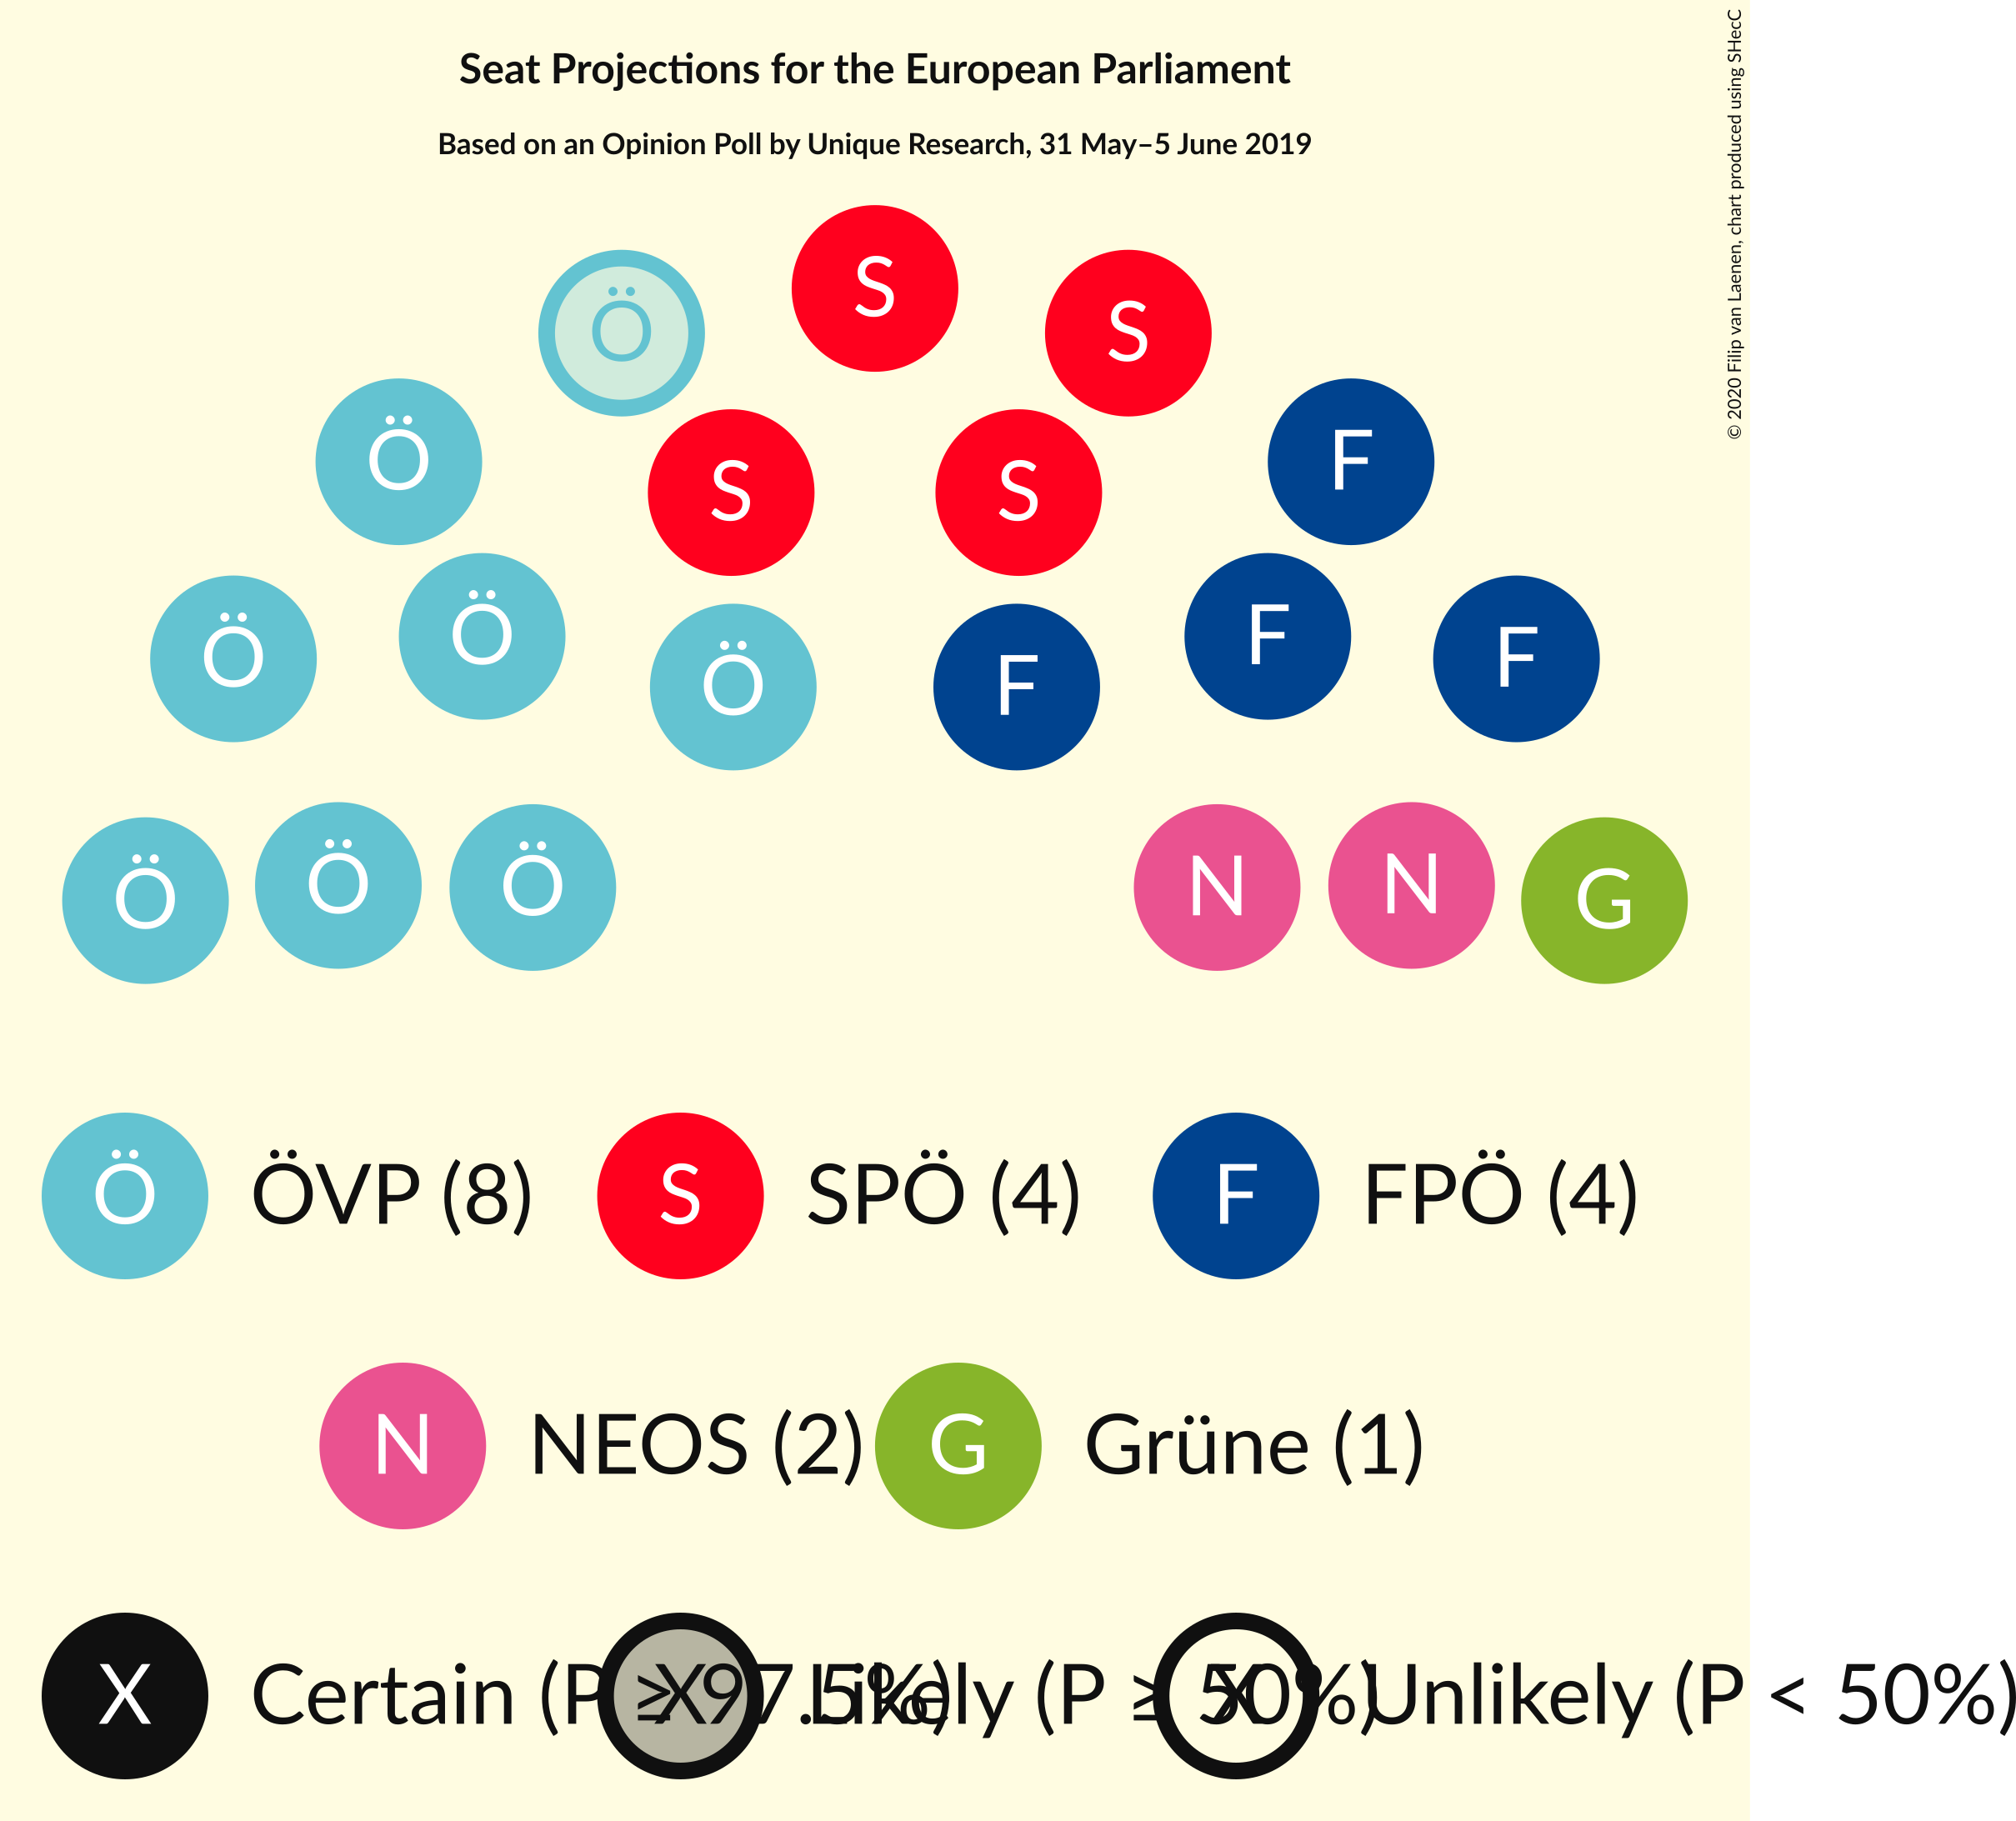 Seat Projections for the European Parliament
Based on an Opinion Poll by Unique Research, 31 May–5 June 2019
© 2020 Filip van Laenen, chart produced using SHecC
S
Ö S
Ö F
S S
Ö Ö F F
Ö F
Ö Ö Ö N N G
Ö ÖVP (8) S SPÖ (4) F FPÖ (4)
N NEOS (2) G Grüne (1)
X Certain (P ≥ 97.5%) X Likely (P ≥ 50%) X Unlikely (P < 50%)